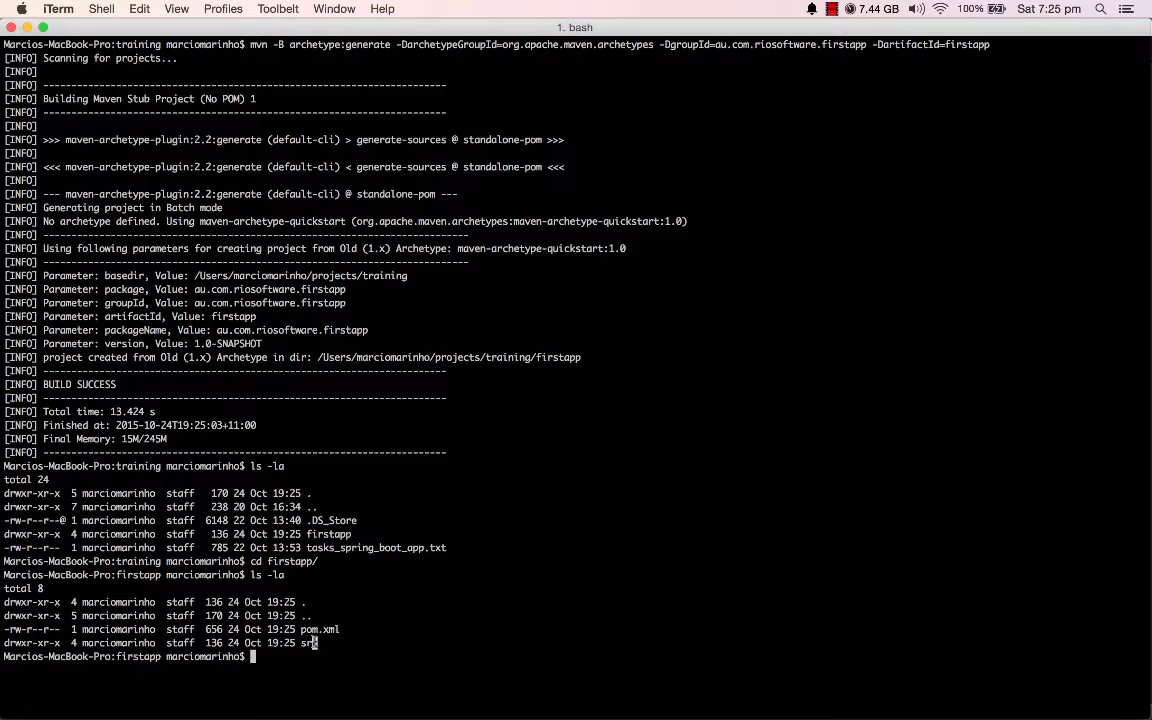 iTerm Shell Edit View Profiles Toolbelt Window Help 7.44 GB 100% Sat 7:25 pm
1. bash
Marcios-MacBook-Pro:training marciomarinho$ mvn -B archetype:generate -DarchetypeGroupId=org.apache.maven.archetypes -DgroupId=au.com.riosoftware.firstapp -DartifactId=firstapp
[INFO] Scanning for projects...
[INFO]
[INFO] ------------------------------------------------------------------------
[INFO] Building Maven Stub Project (No POM) 1
[INFO] ------------------------------------------------------------------------
[INFO]
[INFO] >>> maven-archetype-plugin:2.2:generate (default-cli) > generate-sources @ standalone-pom >>>
[INFO]
[INFO] <<< maven-archetype-plugin:2.2:generate (default-cli) < generate-sources @ standalone-pom <<<
[INFO]
[INFO] --- maven-archetype-plugin:2.2:generate (default-cli) @ standalone-pom ---
[INFO] Generating project in Batch mode
[INFO] No archetype defined. Using maven-archetype-quickstart (org.apache.maven.archetypes:maven-archetype-quickstart:1.0)
[INFO] ----------------------------------------------------------------------------
[INFO] Using following parameters for creating project from Old (1.x) Archetype: maven-archetype-quickstart:1.0
[INFO] ----------------------------------------------------------------------------
[INFO] Parameter: basedir, Value: /Users/marciomarinho/projects/training
[INFO] Parameter: package, Value: au.com.riosoftware.firstapp
[INFO] Parameter: groupId, Value: au.com.riosoftware.firstapp
[INFO] Parameter: artifactId, Value: firstapp
[INFO] Parameter: packageName, Value: au.com.riosoftware.firstapp
[INFO] Parameter: version, Value: 1.0-SNAPSHOT
[INFO] project created from Old (1.x) Archetype in dir: /Users/marciomarinho/projects/training/firstapp
[INFO] ------------------------------------------------------------------------
[INFO] BUILD SUCCESS
[INFO] ------------------------------------------------------------------------
[INFO] Total time: 13.424 s
[INFO] Finished at: 2015-10-24T19:25:03+11:00
[INFO] Final Memory: 15M/245M
[INFO] ------------------------------------------------------------------------
Marcios-MacBook-Pro:training marciomarinho$ ls -la
total 24
drwxr-xr-x 5 marciomarinho staff 170 24 Oct 19:25 .
drwxr-xr-x 7 marciomarinho staff 238 20 Oct 16:34 ..
-rw-r--r--@ 1 marciomarinho staff 6148 22 Oct 13:40 .DS_Store
drwxr-xr-x 4 marciomarinho staff 136 24 Oct 19:25 firstapp
-rw-r--r-- 1 marciomarinho staff 785 22 Oct 13:53 tasks_spring_boot_app.txt
Marcios-MacBook-Pro:training marciomarinho$ cd firstapp/
Marcios-MacBook-Pro:firstapp marciomarinho$ ls -la
total 8
drwxr-xr-x 4 marciomarinho staff 136 24 Oct 19:25 .
drwxr-xr-x 5 marciomarinho staff 170 24 Oct 19:25 ..
-rw-r--r-- 1 marciomarinho staff 656 24 Oct 19:25 pom.xml
drwxr-xr-x 4 marciomarinho staff 136 24 Oct 19:25 src
Marcios-MacBook-Pro:firstapp marciomarinho$